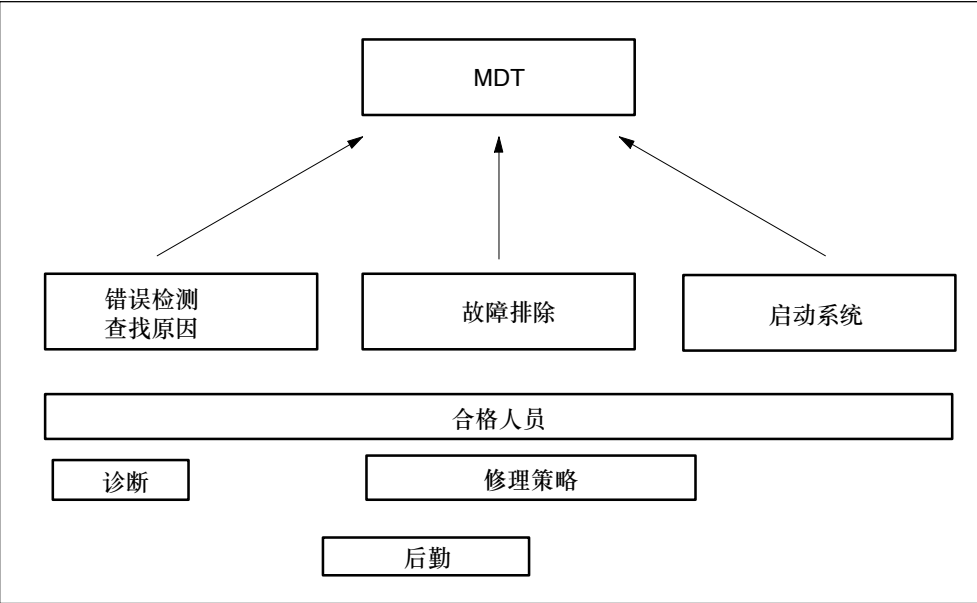 MDT
错误检测
查找原因
故障排除
启动系统
合格人员
诊断
修理策略
后勤